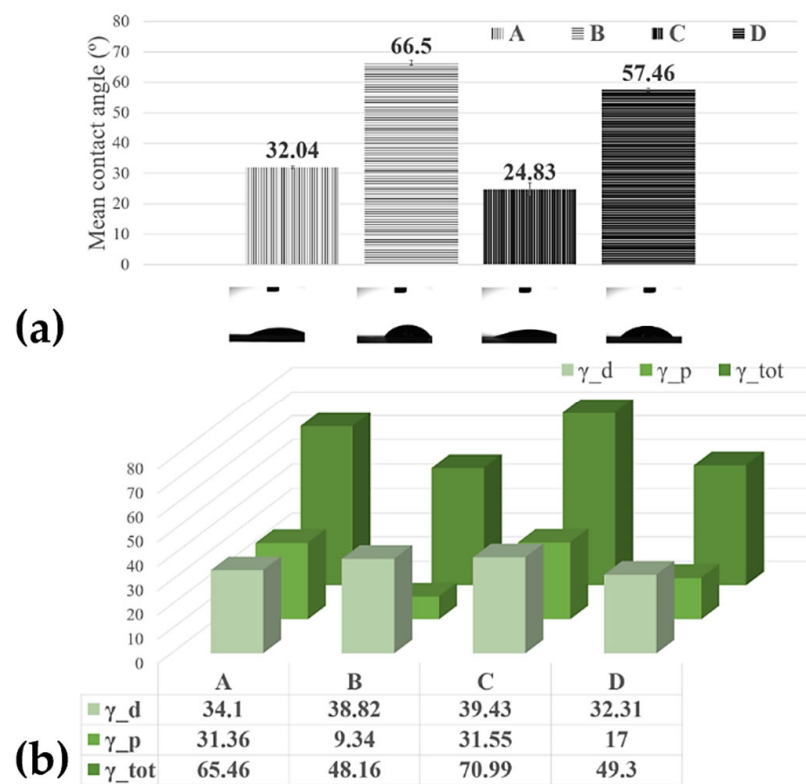 80
70
60
50
40
30
20
10
0
Mean contact angle (º)
A B C D
32.04
66.5
24.83
57.46
(a)
γ_d γ_p γ_tot
80
70
60
50
40
30
20
10
0
A B C D
γ_d 34.1 38.82 39.43 32.31
γ_p 31.36 9.34 31.55 17
γ_tot 65.46 48.16 70.99 49.3
(b)